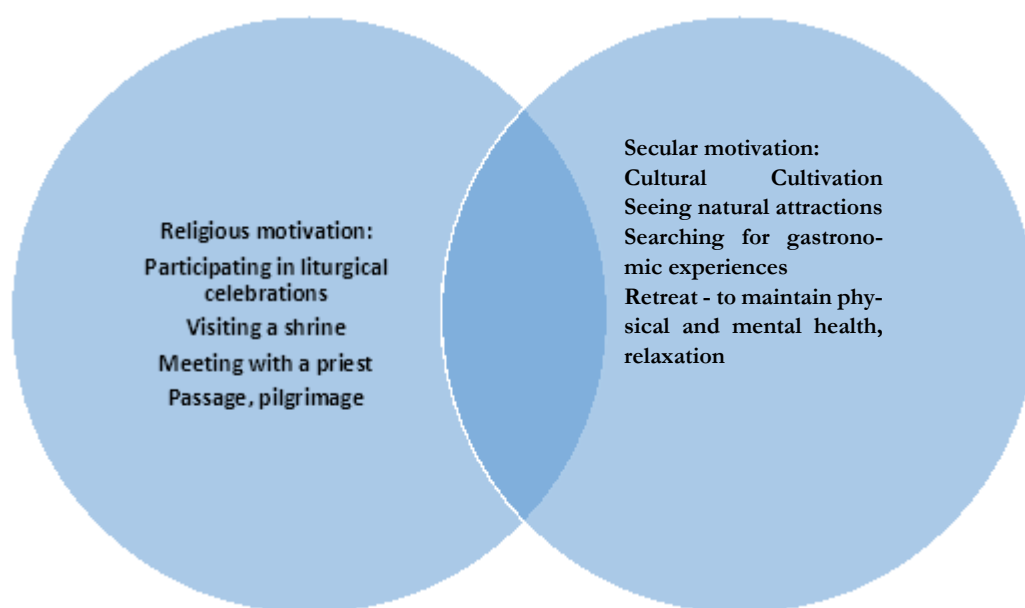 Religious motivation:
Participating in liturgical
celebrations
Visiting a shrine
Meeting with a priest
Passage, pilgrimage
Secular motivation:
Cultural Cultivation
Seeing natural attractions
Searching for gastrono-
mic experiences
Retreat - to maintain phy-
sical and mental health,
relaxation